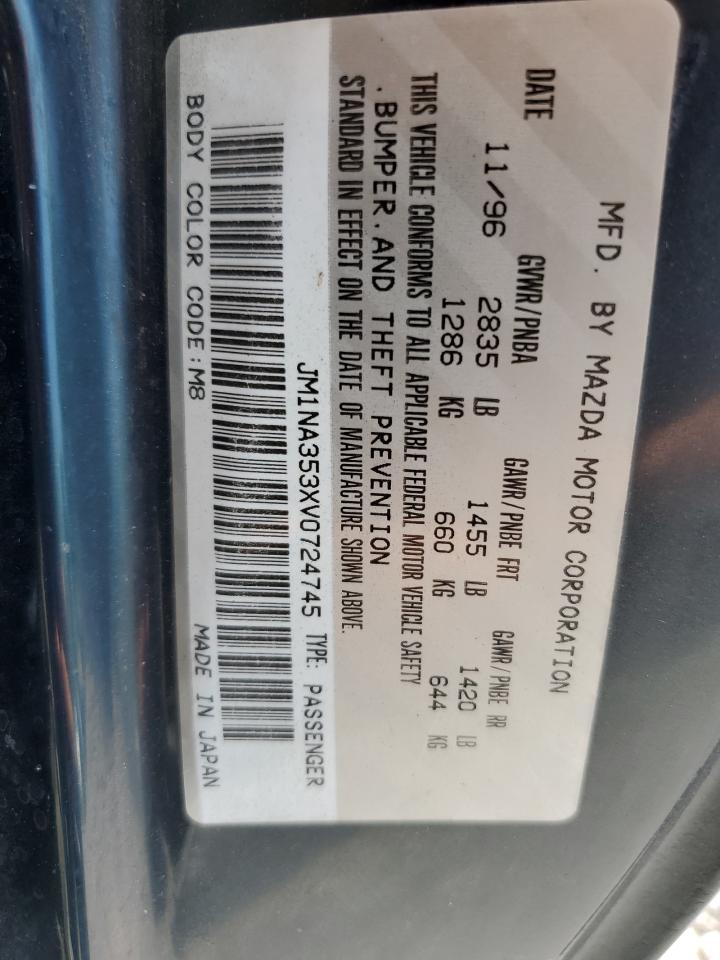 MFD. BY MAZDA MOTOR CORPORATION
DATE GVWR/PNBA GAWR/PNBE FRT GAWR/PNBE RR
11/96 2835 LB 1455 LB 1420 LB
1286 KG 660 KG 644 KG
THIS VEHICLE CONFORMS TO ALL APPLICABLE FEDERAL MOTOR VEHICLE SAFETY
. BUMPER. AND THEFT PREVENTION
STANDARD IN EFFECT ON THE DATE OF MANUFACTURE SHOWN ABOVE.
JM1NA353XV0724745 TYPE: PASSENGER
BODY COLOR CODE:M8 MADE IN JAPAN